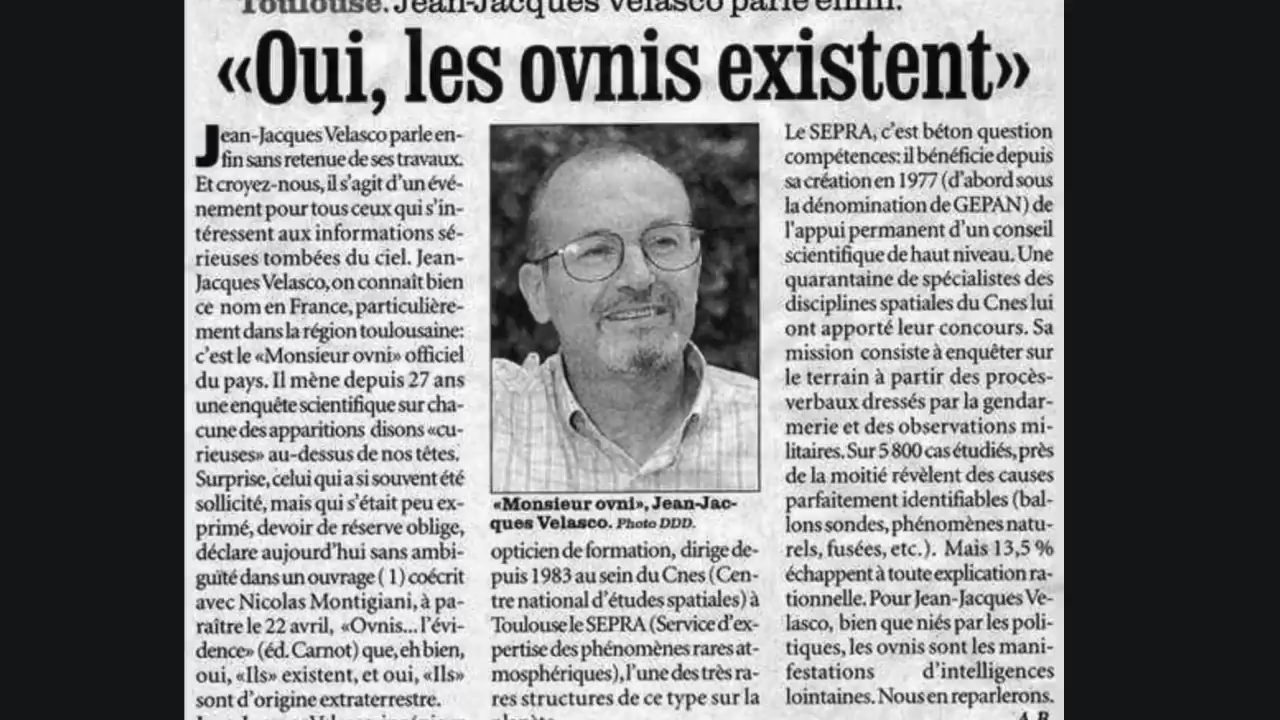 Toulouse. Jean-Jacques Velasco parle enfin.
«Oui, les ovnis existent»
Jean-Jacques Velasco parle en-
fin sans retenue de ses travaux.
Et croyez-nous, il s'agit d'un évé-
nement pour tous ceux qui s'in-
téressent aux informations sé-
rieuses tombées du ciel. Jean-
Jacques Velasco, on connaît bien
ce nom en France, particulière-
ment dans la région toulousaine:
c'est le «Monsieur ovni» officiel
du pays. Il mène depuis 27 ans
une enquête scientifique sur cha-
cune des apparitions disons «cu-
rieuses» au-dessus de nos têtes.
Surprise, celui qui a si souvent été
sollicité, mais qui s'était peu ex-
primé, devoir de réserve oblige,
déclare aujourd'hui sans ambi-
guïté dans un ouvrage (1) coécrit
avec Nicolas Montigiani, à pa-
raître le 22 avril, «Ovnis... l'évi-
dence» (éd. Carnot) que, eh bien,
oui, «Ils» existent, et oui, «Ils»
sont d'origine extraterrestre.
Jean-Jacques Velasco, ingénieur
«Monsieur ovni», Jean-Jac-
ques Velasco. Photo DDD.
opticien de formation, dirige de-
puis 1983 au sein du Cnes (Cen-
tre national d'études spatiales) à
Toulouse le SEPRA (Service d'ex-
pertise des phénomènes rares at-
mosphériques), l'une des très ra-
res structures de ce type sur la
planète.
Le SEPRA, c'est béton question
compétences: il bénéficie depuis
sa création en 1977 (d'abord sous
la dénomination de GEPAN) de
l'appui permanent d'un conseil
scientifique de haut niveau. Une
quarantaine de spécialistes des
disciplines spatiales du Cnes lui
ont apporté leur concours. Sa
mission consiste à enquêter sur
le terrain à partir des procès-
verbaux dressés par la gendar-
merie et des observations mi-
litaires. Sur 5 800 cas étudiés, près
de la moitié révèlent des causes
parfaitement identifiables (bal-
lons sondes, phénomènes natu-
rels, fusées, etc.). Mais 13,5 %
échappent à toute explication ra-
tionnelle. Pour Jean-Jacques Ve-
lasco, bien que niés par les poli-
tiques, les ovnis sont les mani-
festations d'intelligences
lointaines. Nous en reparlerons.
A. R.